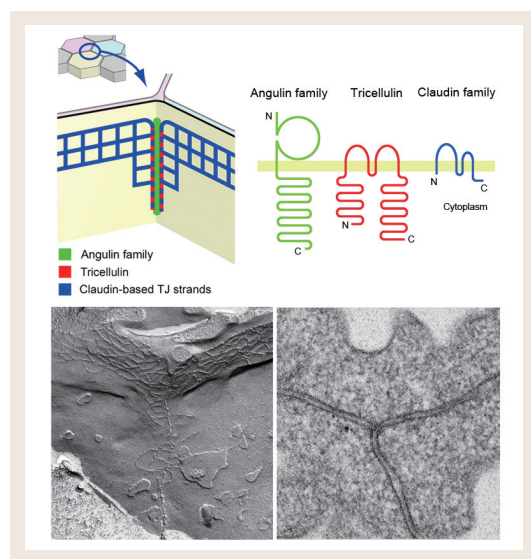 Angulin family
Tricellulin
Claudin family
N
N
C
Cytoplasm
N
C
C
Angulin family
Tricellulin
Claudin-based TJ strands